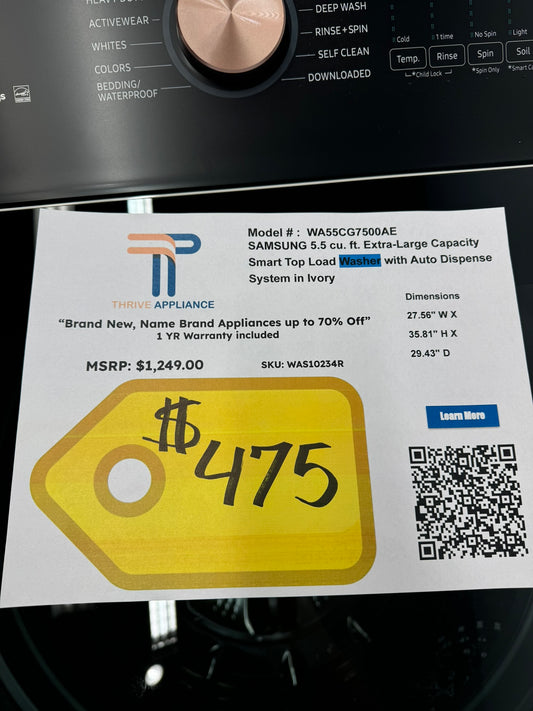 DEEP WASH
ACTIVEWEAR
RINSE+SPIN
WHITES
SELF CLEAN
COLORS
DOWNLOADED
BEDDING/
WATERPROOF
Cold
1 time
No Spin
Light
Temp.
Rinse
Spin
Soil
*Child Lock
*Spin Only
Model # : WA55CG7500AE
SAMSUNG 5.5 cu. ft. Extra-Large Capacity
Smart Top Load Washer with Auto Dispense
System in Ivory
THRIVE APPLIANCE
"Brand New, Name Brand Appliances up to 70% Off"
1 YR Warranty included
MSRP: $1,249.00
SKU: WAS10234R
Dimensions
27.56" W X
35.81" H X
29.43" D
Learn More
$475